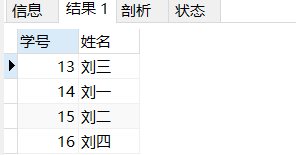 信息 结果 1 剖析 状态
学号 姓名
13 刘三
14 刘一
15 刘二
16 刘四